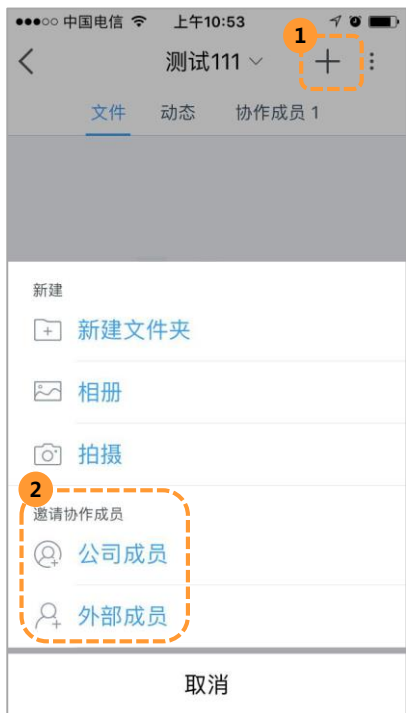 中国电信 上午10:53
1
测试111
文件 动态 协作成员 1
新建
新建文件夹
相册
拍摄
2
邀请协作成员
公司成员
外部成员
取消